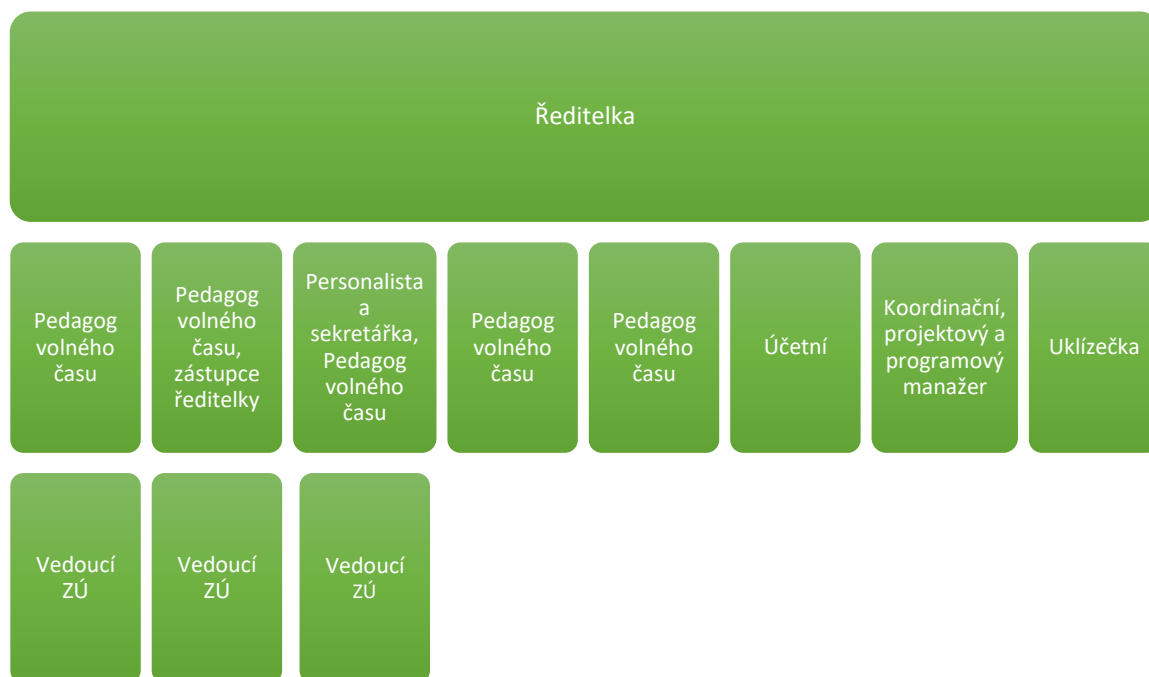 Ředitelka
Pedagog
volného
času
Pedagog
volného
času,
zástupce
ředitelky
Personalista
a
sekretářka,
Pedagog
volného
času
Pedagog
volného
času
Pedagog
volného
času
Účetní
Koordinační,
projektový a
programový
manažer
Uklízečka
Vedoucí
ZÚ
Vedoucí
ZÚ
Vedoucí
ZÚ